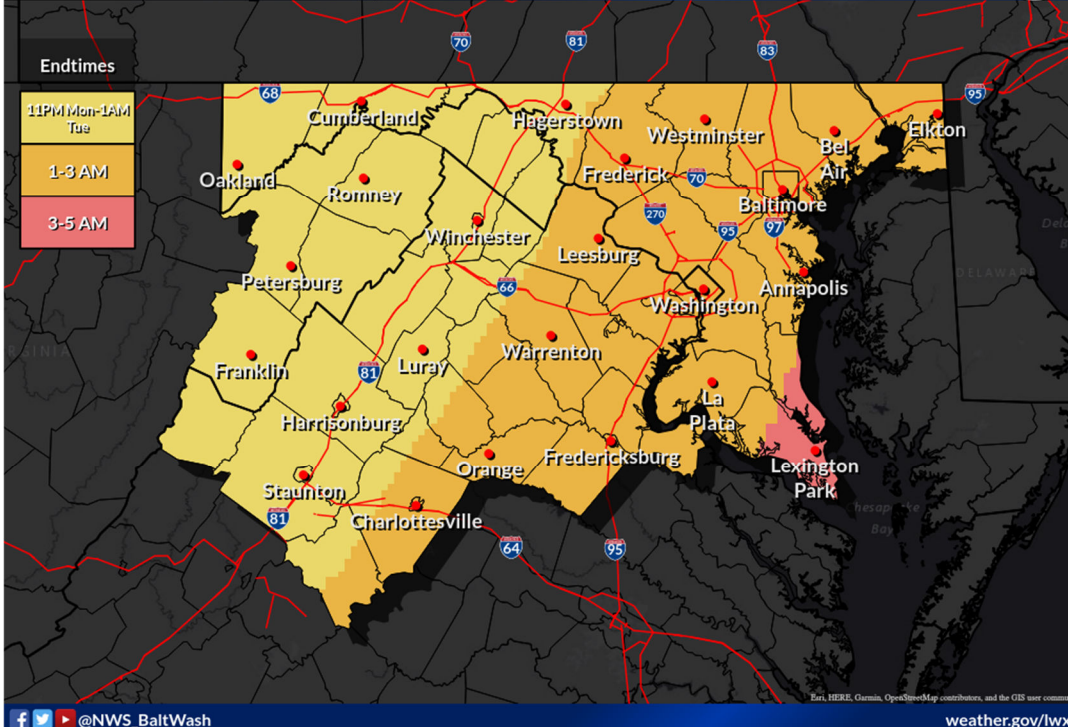 70
81
83
Endtimes
68
95
11PM Mon-1AM
Tue
1-3 AM
3-5 AM
Cumberland
Hagerstown
Westminster
Bel
Air
Elkton
Oakland
Romney
Frederick
70
Baltimore
270
95
97
Winchester
Leesburg
Petersburg
66
Washington
Annapolis
DELAWARE
Franklin
81
Luray
Warrenton
La
Plata
Harrisonburg
Orange
Fredericksburg
Lexington
Park
Staunton
81
Charlottesville
64
95
Bay
Esri, HERE, Garmin, OpenStreetMap contributors, and the GIS user commu
@NWS_BaltWash
weather.gov/lwx